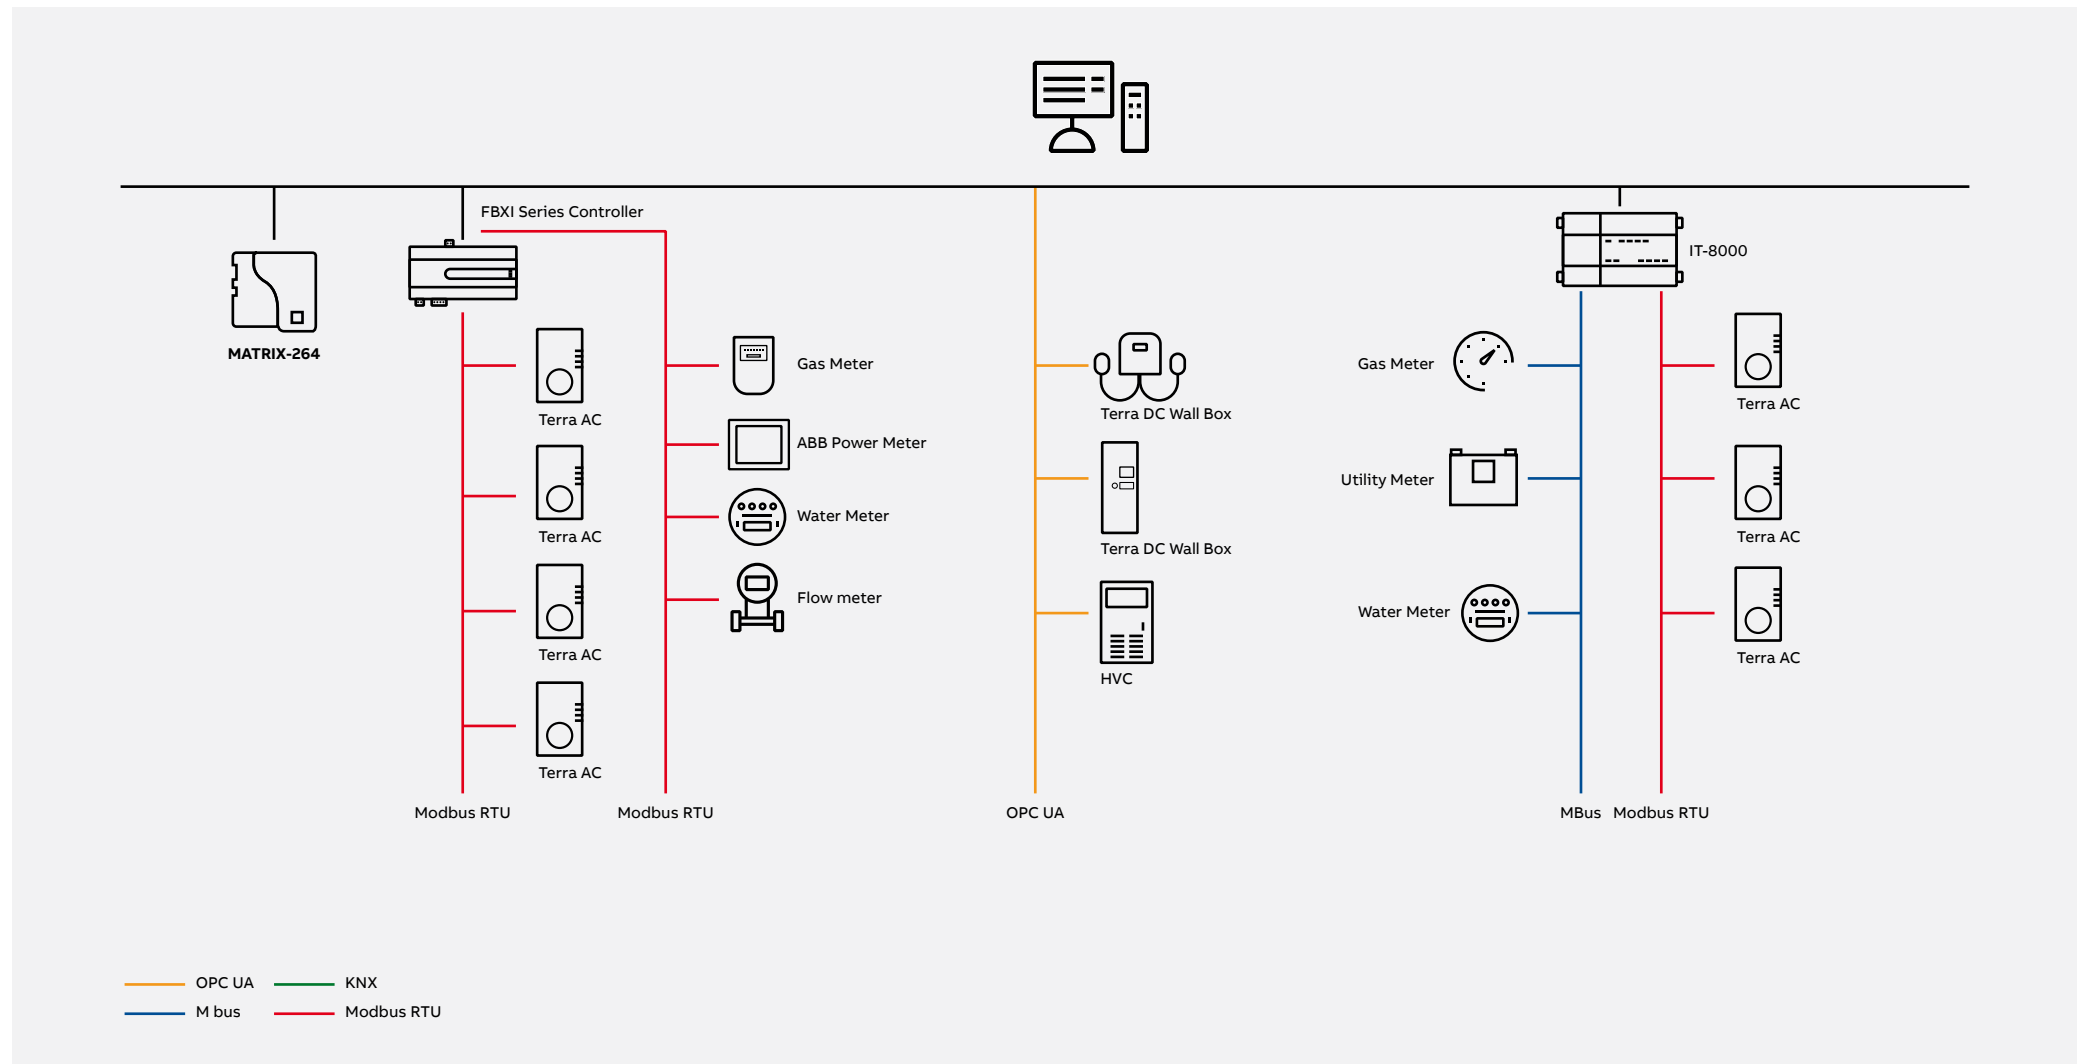 FBXI Series Controller
IT-8000
MATRIX-264
Terra AC
Terra AC
Terra AC
Terra AC
Modbus RTU
Gas Meter
ABB Power Meter
Water Meter
Flow meter
Modbus RTU
Terra DC Wall Box
Terra DC Wall Box
HVC
OPC UA
Gas Meter
Utility Meter
Water Meter
MBus
Terra AC
Terra AC
Terra AC
Modbus RTU
OPC UA
KNX
M bus
Modbus RTU